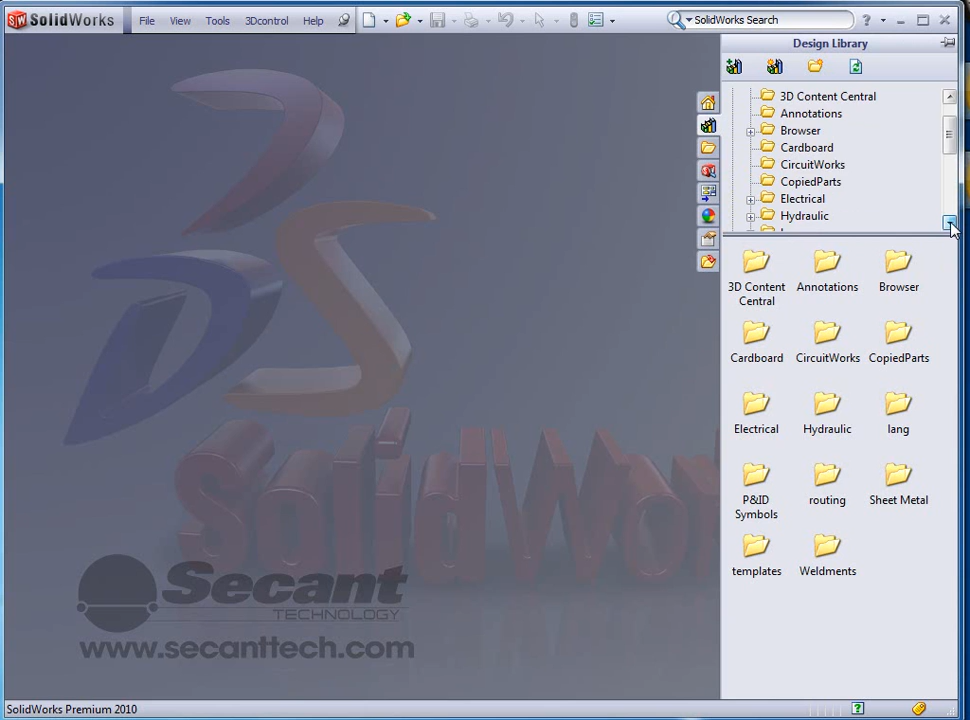 SolidWorks File View Tools 3Dcontrol Help SolidWorks Search ?
Design Library
3D Content Central
Annotations
Browser
Cardboard
CircuitWorks
CopiedParts
Electrical
Hydraulic
3D Content Central Annotations Browser
Cardboard CircuitWorks CopiedParts
Electrical Hydraulic lang
P&ID Symbols routing Sheet Metal
templates Weldments
SolidWo
Secant
TECHNOLOGY
www.secanttech.com
SolidWorks Premium 2010